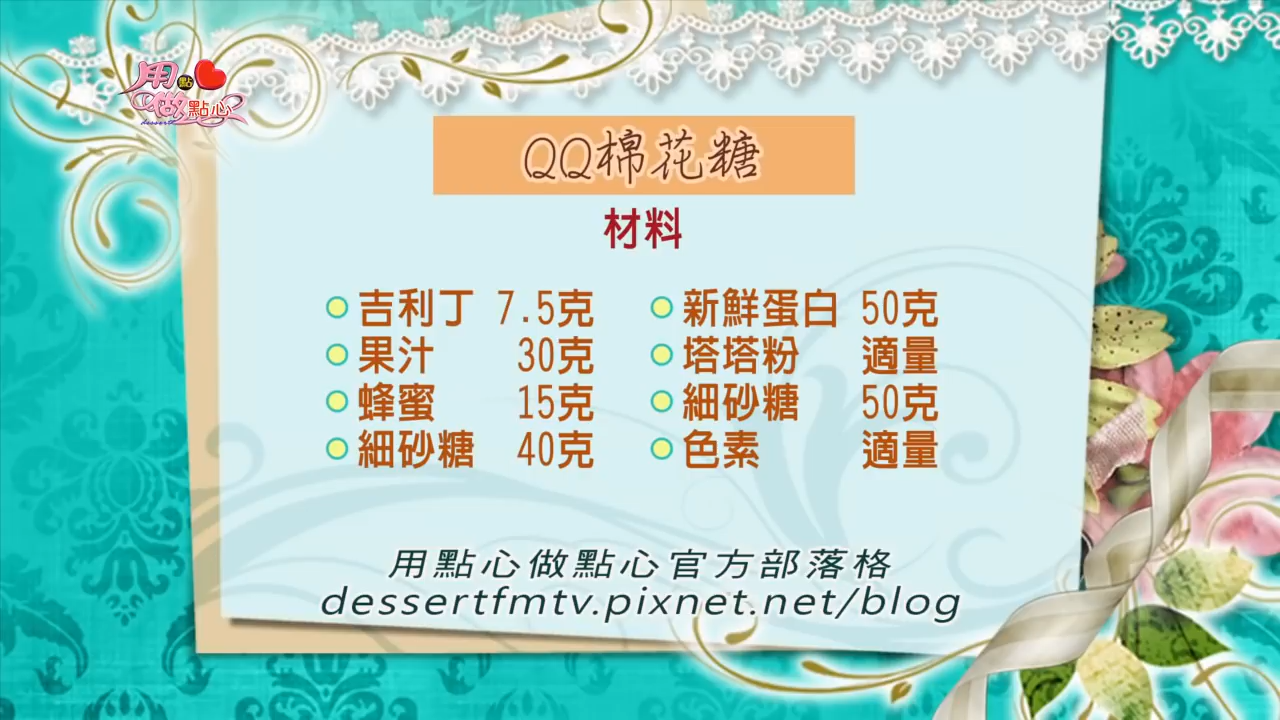 用點心
做點心
dessert
QQ棉花糖
材料
吉利丁 7.5克
果汁 30克
蜂蜜 15克
細砂糖 40克
新鮮蛋白 50克
塔塔粉 適量
細砂糖 50克
色素 適量
用點心做點心官方部落格
dessertfmtv.pixnet.net/blog